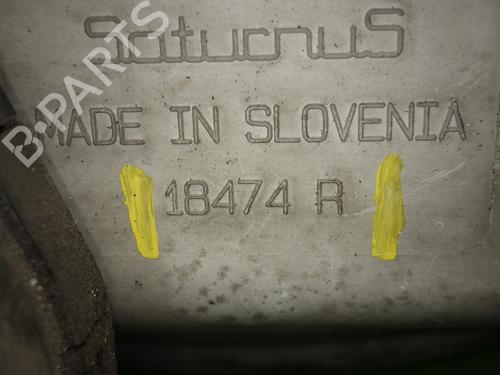 SaturnuS
B-PARTS
MADE IN SLOVENIA
18474 R